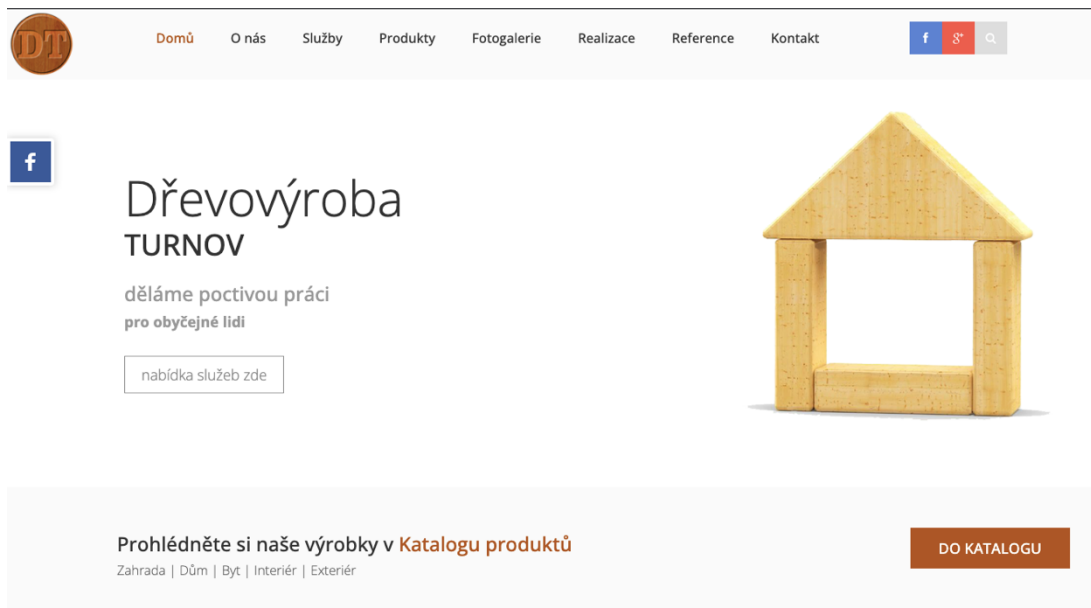 DT
Domů O nás Služby Produkty Fotogalerie Realizace Reference Kontakt
f g+
f
Dřevovýroba
TURNOV
děláme poctivou práci
pro obyčejné lidi
nabídka služeb zde
Prohlédněte si naše výrobky v Katalogu produktů
DO KATALOGU
Zahrada | Dům | Byt | Interiér | Exteriér